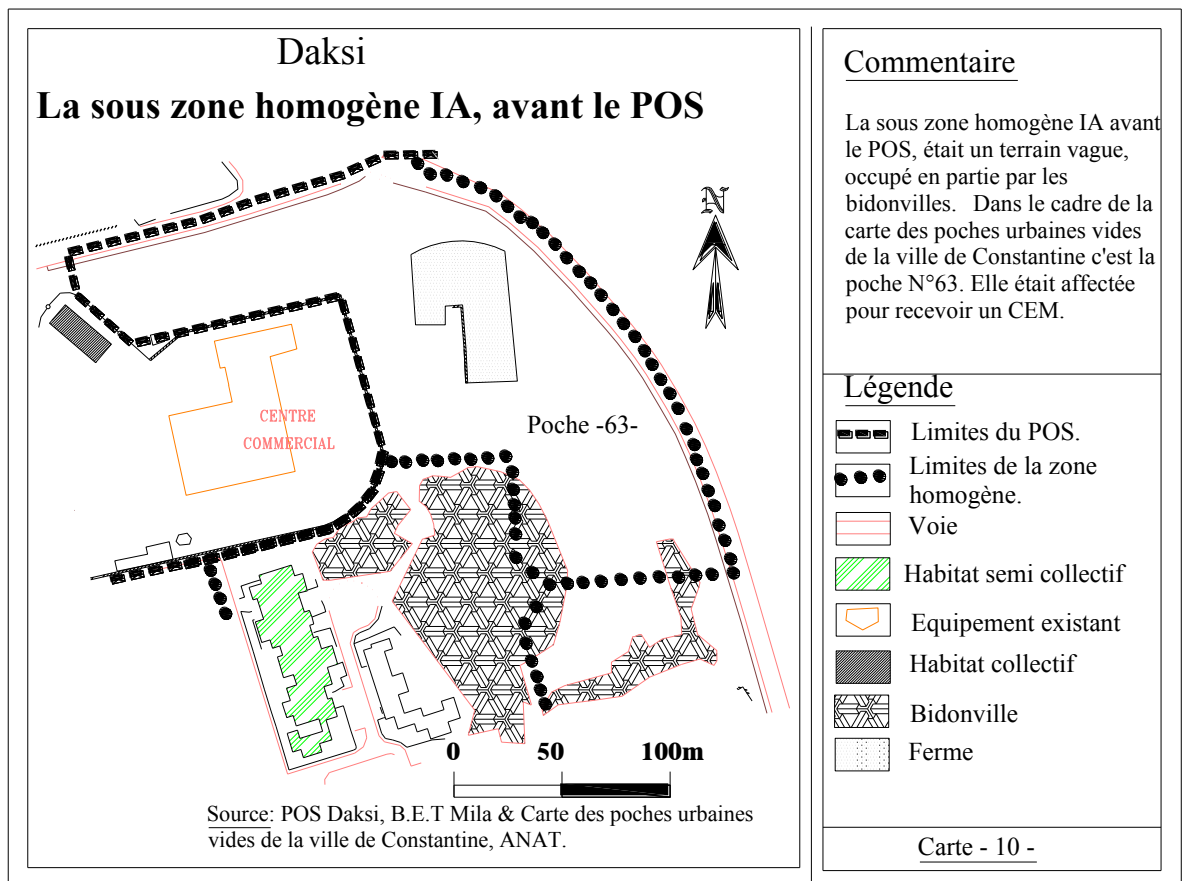 Daksi
La sous zone homogène IA, avant le POS
N
CENTRE
COMMERCIAL
Poche -63-
0 50 100m
Source: POS Daksi, B.E.T Mila & Carte des poches urbaines
vides de la ville de Constantine, ANAT.
Commentaire
La sous zone homogène IA avant
le POS, était un terrain vague,
occupé en partie par les
bidonvilles. Dans le cadre de la
carte des poches urbaines vides
de la ville de Constantine c'est la
poche N°63. Elle était affectée
pour recevoir un CEM.
Légende
Limites du POS.
Limites de la zone
homogène.
Voie
Habitat semi collectif
Equipement existant
Habitat collectif
Bidonville
Ferme
Carte - 10 -